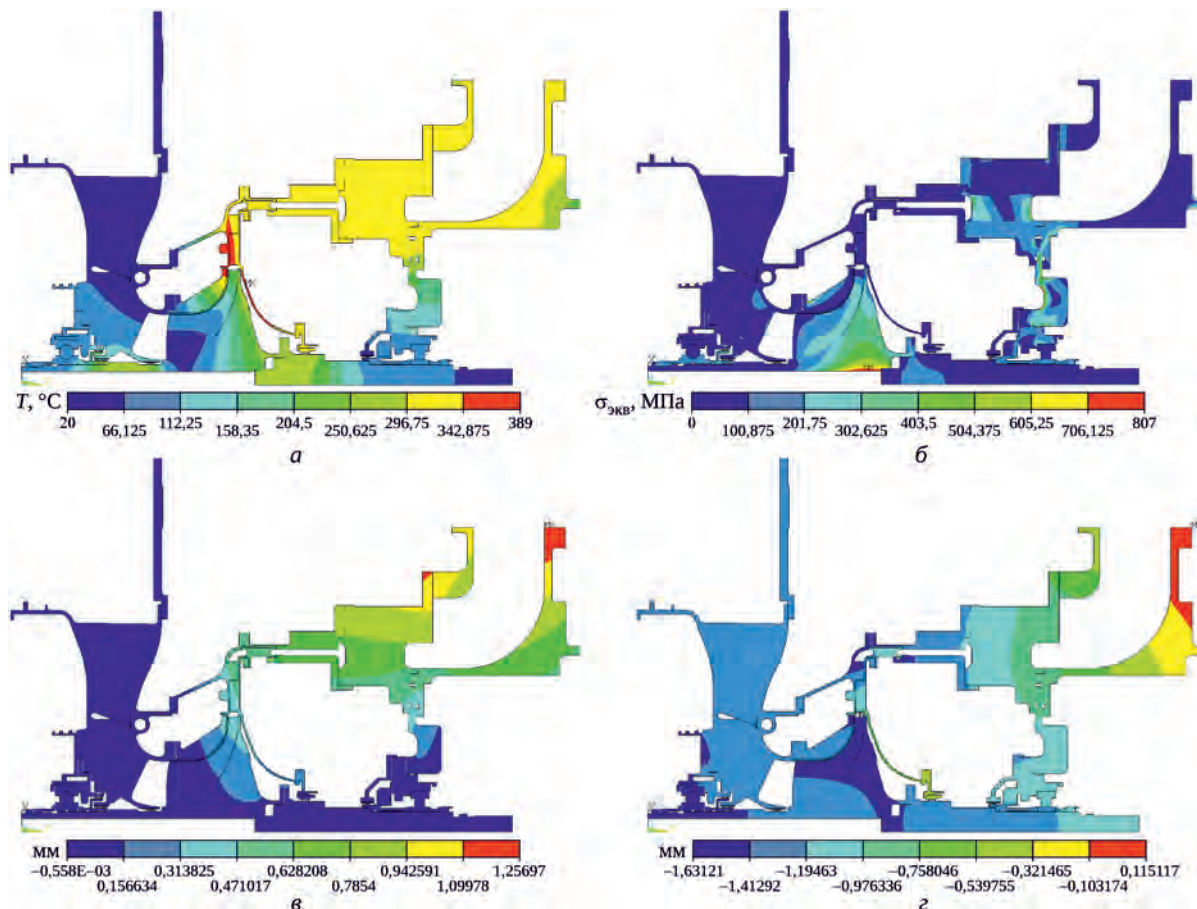 T, °C
20 112,25 158,35 204,5 296,75 389
66,125 250,625 342,875
а
σэкв, МПа
0 201,75 302,625 403,5 605,25 807
100,875 504,375 706,125
б
мм
−0,558E−03 0,313825 0,628208 0,942591 1,25697
0,156634 0,471017 0,7854 1,09978
в
мм
−1,63121 −1,19463 −0,758046 −0,321465 0,115117
−1,41292 −0,976336 −0,539755 −0,103174
г